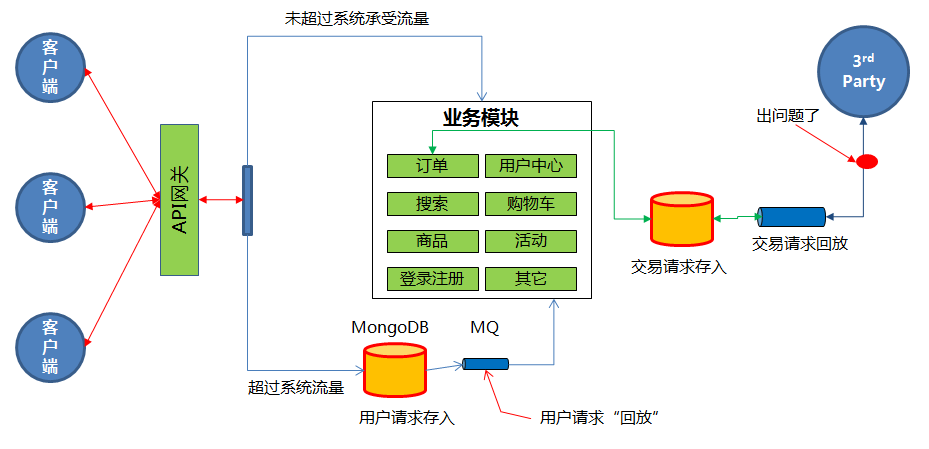 未超过系统承受流量
客
户
端
3rd
Party
业务模块
出问题了
API网关
订单
用户中心
客
户
端
搜索
购物车
商品
活动
交易请求回放
交易请求存入
登录注册
其它
客
户
端
MongoDB
MQ
超过系统流量
用户请求存入
用户请求“回放”